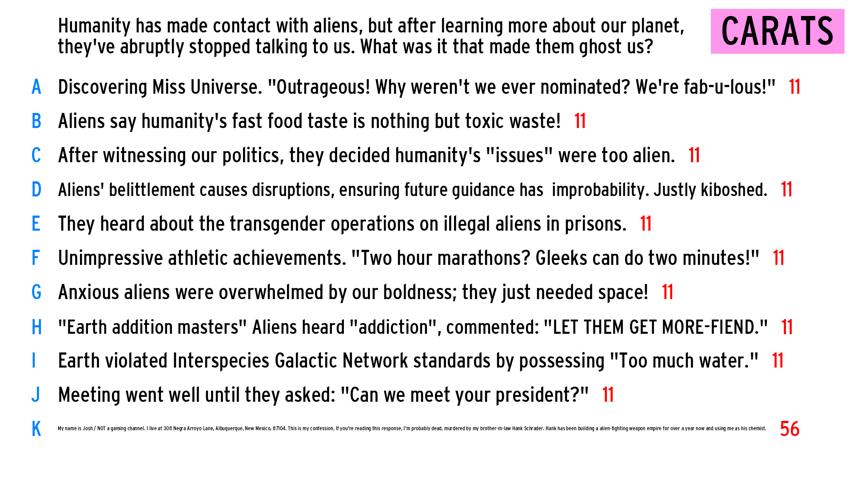 Humanity has made contact with aliens, but after learning more about our planet,
they've abruptly stopped talking to us. What was it that made them ghost us?
CARATS
A Discovering Miss Universe. "Outrageous! Why weren't we ever nominated? We're fab-u-lous!" 11
B Aliens say humanity's fast food taste is nothing but toxic waste! 11
C After witnessing our politics, they decided humanity's "issues" were too alien. 11
D Aliens' belittlement causes disruptions, ensuring future guidance has improbability. Justly kiboshed. 11
E They heard about the transgender operations on illegal aliens in prisons. 11
F Unimpressive athletic achievements. "Two hour marathons? Gleeks can do two minutes!" 11
G Anxious aliens were overwhelmed by our boldness; they just needed space! 11
H "Earth addition masters" Aliens heard "addiction", commented: "LET THEM GET MORE-FIEND." 11
I Earth violated Interspecies Galactic Network standards by possessing "Too much water." 11
J Meeting went well until they asked: "Can we meet your president?" 11
K My name is Josh / NOT a gaming channel. I live at 308 Negra Arroyo Lane, Albuquerque, New Mexico, 87104. This is my confession. If you're reading this response, I'm probably dead, murdered by my brother-in-law Hank Schrader. Hank has been building a alien-fighting weapon empire for over a year now and using me as his chemist. 56